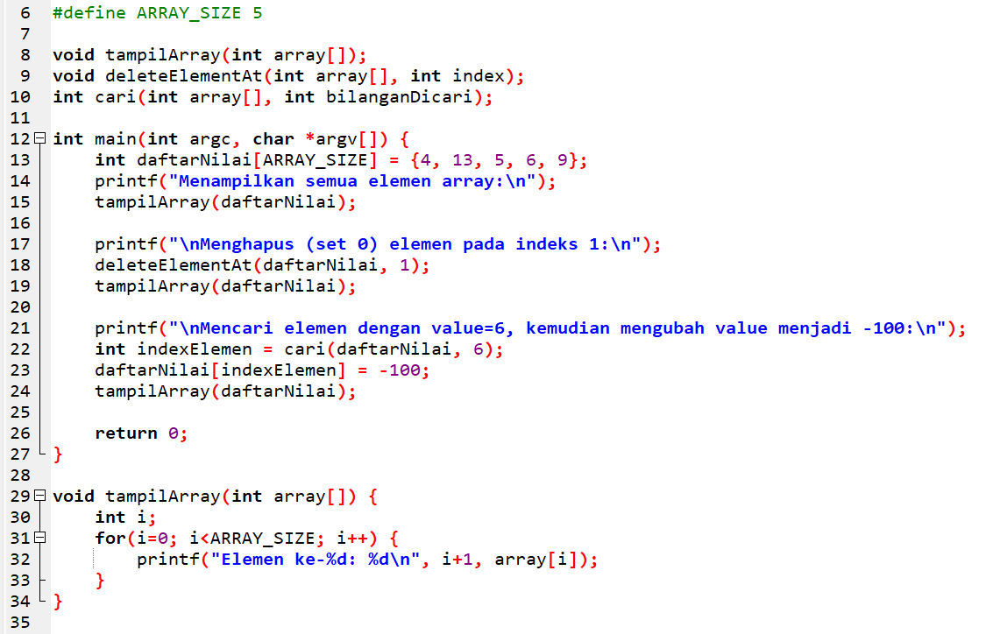 6 #define ARRAY_SIZE 5
7
8 void tampilArray(int array[]);
9 void deleteElementAt(int array[], int index);
10 int cari(int array[], int bilanganDicari);
11
12 int main(int argc, char *argv[]) {
13     int daftarNilai[ARRAY_SIZE] = {4, 13, 5, 6, 9};
14     printf("Menampilkan semua elemen array:\n");
15     tampilArray(daftarNilai);
16
17     printf("\nMenghapus (set 0) elemen pada indeks 1:\n");
18     deleteElementAt(daftarNilai, 1);
19     tampilArray(daftarNilai);
20
21     printf("\nMencari elemen dengan value=6, kemudian mengubah value menjadi -100:\n");
22     int indexElemen = cari(daftarNilai, 6);
23     daftarNilai[indexElemen] = -100;
24     tampilArray(daftarNilai);
25
26     return 0;
27 }
28
29 void tampilArray(int array[]) {
30     int i;
31     for(i=0; i<ARRAY_SIZE; i++) {
32         printf("Elemen ke-%d: %d\n", i+1, array[i]);
33     }
34 }
35